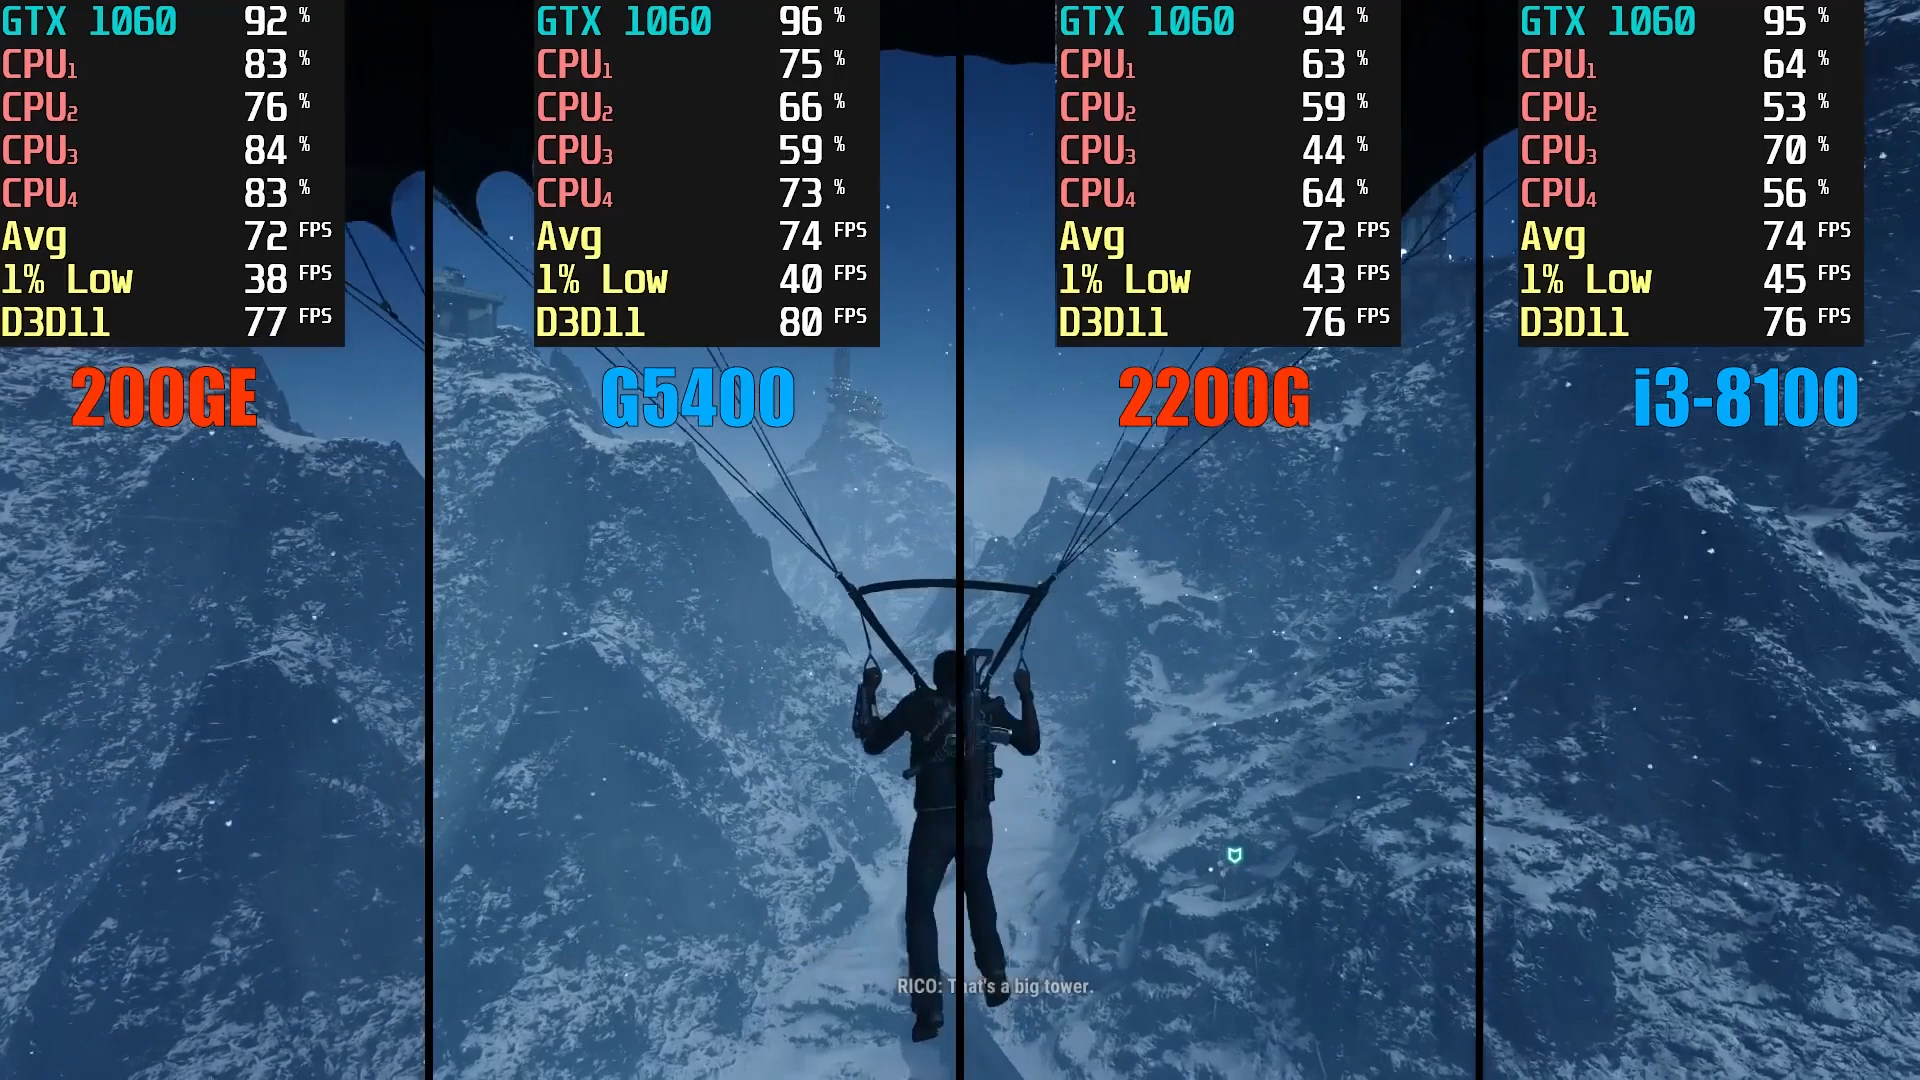 GTX 1060 92 %
CPU1 83 %
CPU2 76 %
CPU3 84 %
CPU4 83 %
Avg 72 FPS
1% Low 38 FPS
D3D11 77 FPS
200GE
GTX 1060 96 %
CPU1 75 %
CPU2 66 %
CPU3 59 %
CPU4 73 %
Avg 74 FPS
1% Low 40 FPS
D3D11 80 FPS
G5400
GTX 1060 94 %
CPU1 63 %
CPU2 59 %
CPU3 44 %
CPU4 64 %
Avg 72 FPS
1% Low 43 FPS
D3D11 76 FPS
2200G
GTX 1060 95 %
CPU1 64 %
CPU2 53 %
CPU3 70 %
CPU4 56 %
Avg 74 FPS
1% Low 45 FPS
D3D11 76 FPS
i3-8100
RICO: That's a big tower.